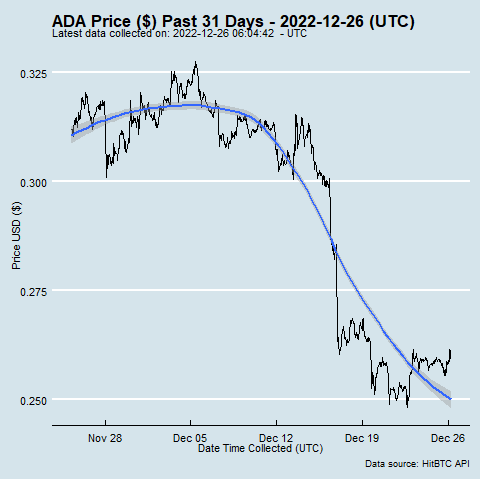 ADA Price ($) Past 31 Days - 2022-12-26 (UTC)
Latest data collected on: 2022-12-26 06:04:42 - UTC
0.325
0.300
0.275
0.250
Price USD ($)
Nov 28
Dec 05
Dec 12
Dec 19
Dec 26
Date Time Collected (UTC)
Data source: HitBTC API